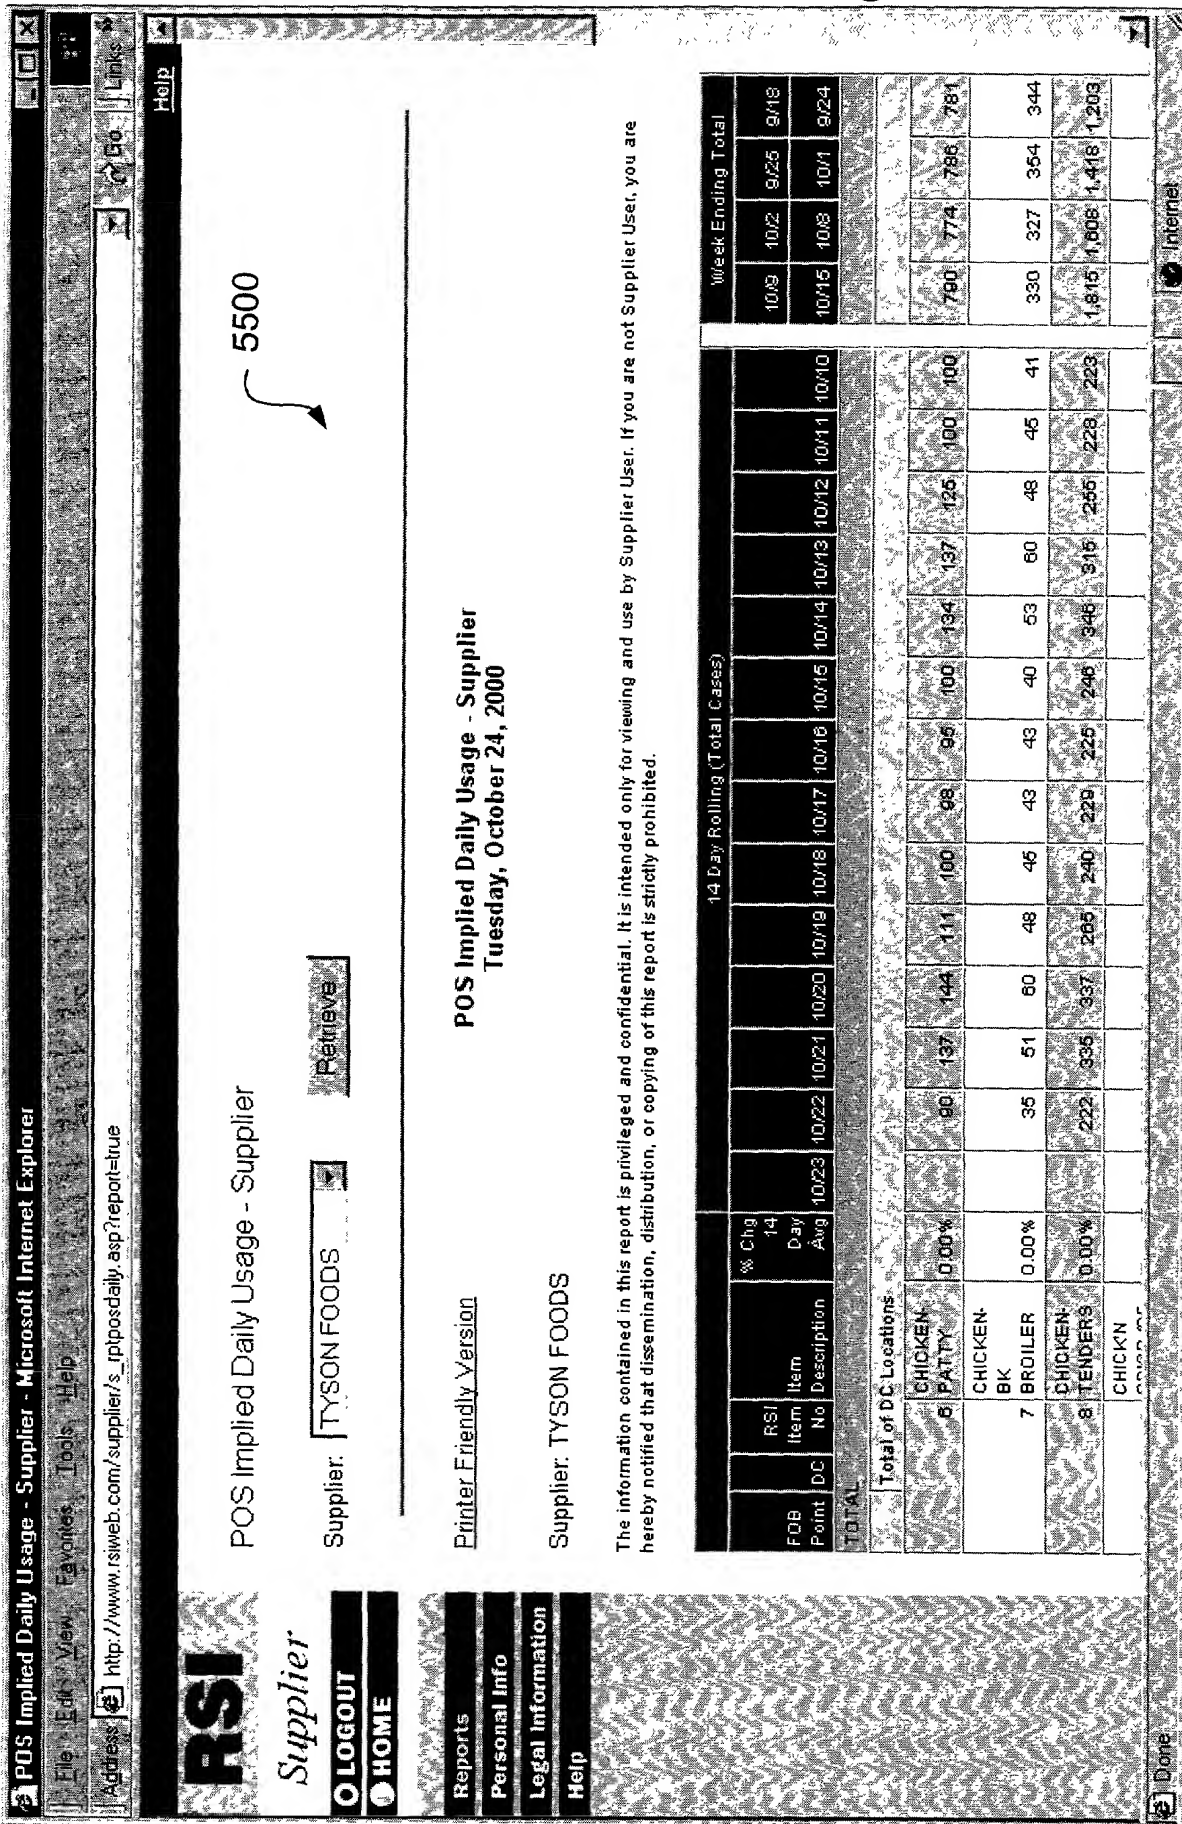 POS Implied Daily Usage - Supplier - Microsoft Internet Explorer
File Edit View Favorites Tools Help
Address http://www.rsiweb.com/supplier/s_rptposdaily.asp?report=true Go Links »
Help
RSI
Supplier
LOGOUT
HOME
Reports
Personal Info
Legal Information
Help
POS Implied Daily Usage - Supplier
5500
Supplier: TYSON FOODS Retrieve
Printer Friendly Version
POS Implied Daily Usage - Supplier
Tuesday, October 24, 2000
Supplier: TYSON FOODS
The information contained in this report is privileged and confidential. It is intended only for viewing and use by Supplier User. If you are not Supplier User, you are
hereby notified that dissemination, distribution, or copying of this report is strictly prohibited.
14 Day Rolling (Total Cases) Week Ending Total
FOB Point DC RSI Item No Item Description % Chg 14 Day Avg 10/23 10/22 10/21 10/20 10/19 10/18 10/17 10/16 10/15 10/14 10/13 10/12 10/11 10/10 10/9 10/15 10/2 10/8 9/25 10/1 9/18 9/24
TOTAL
Total of DC Locations
6 CHICKEN-PATTY 0.00% 90 137 144 111 100 98 95 100 134 137 125 100 100 790 774 786 781
7 CHICKEN-BK BROILER 0.00% 35 51 60 48 46 43 43 40 53 60 48 45 41 330 327 354 344
8 CHICKEN-TENDERS 0.00% 222 335 337 265 240 229 225 246 346 315 255 228 223 1,815 1,608 1,418 1,203
CHICK'N
Done Internet